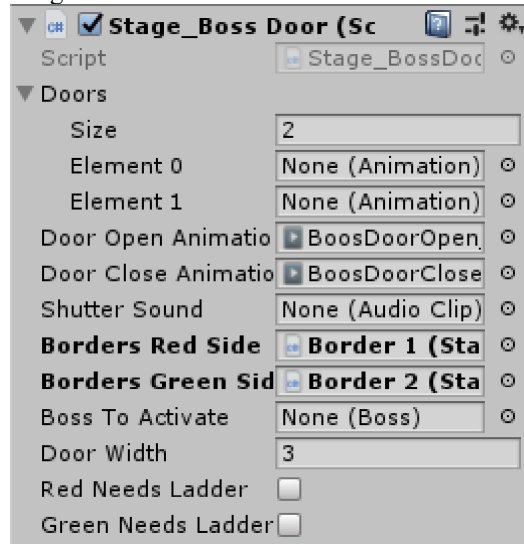 Stage_Boss Door (Sc
Script Stage_BossDoc
Doors
Size 2
Element 0 None (Animation)
Element 1 None (Animation)
Door Open Animatio BoosDoorOpen_
Door Close Animatio BoosDoorClose
Shutter Sound None (Audio Clip)
Borders Red Side Border 1 (Sta
Borders Green Sid Border 2 (Sta
Boss To Activate None (Boss)
Door Width 3
Red Needs Ladder
Green Needs Ladder